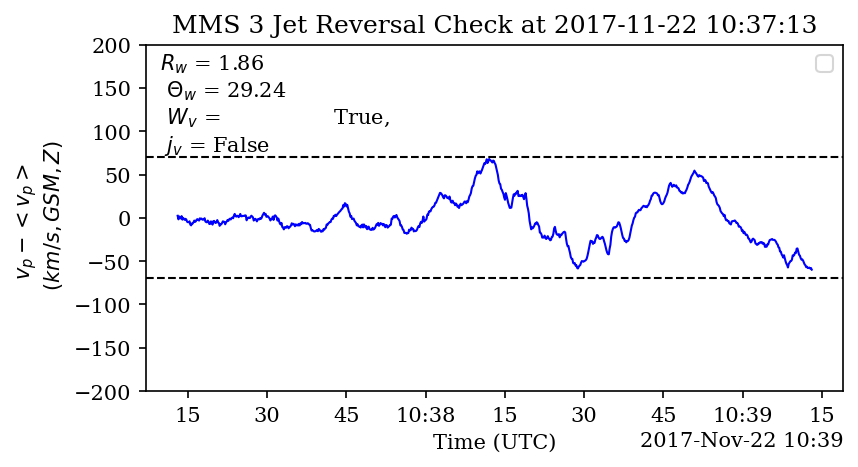 MMS 3 Jet Reversal Check at 2017-11-22 10:37:13
R_w = 1.86
Θ_w = 29.24
W_v = True,
j_v = False
v_p − < v_p >
(km/s, GSM, Z)
200
150
100
50
0
−50
−100
−150
−200
15 30 45 10:38 15 30 45 10:39 15
Time (UTC)
2017-Nov-22 10:39